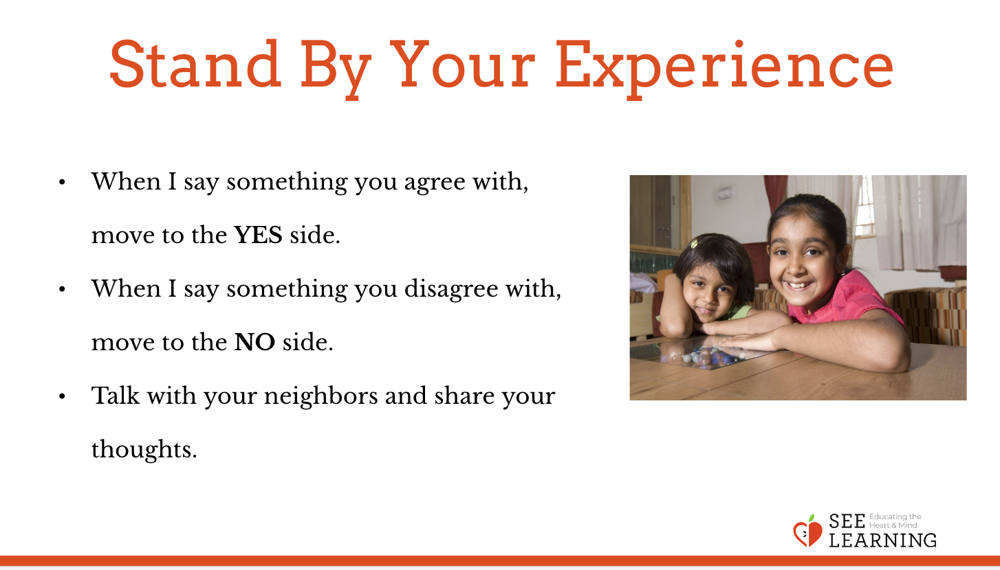 Stand By Your Experience
• When I say something you agree with,
move to the YES side.
• When I say something you disagree with,
move to the NO side.
• Talk with your neighbors and share your
thoughts.
SEE Educating the
Heart & Mind
LEARNING